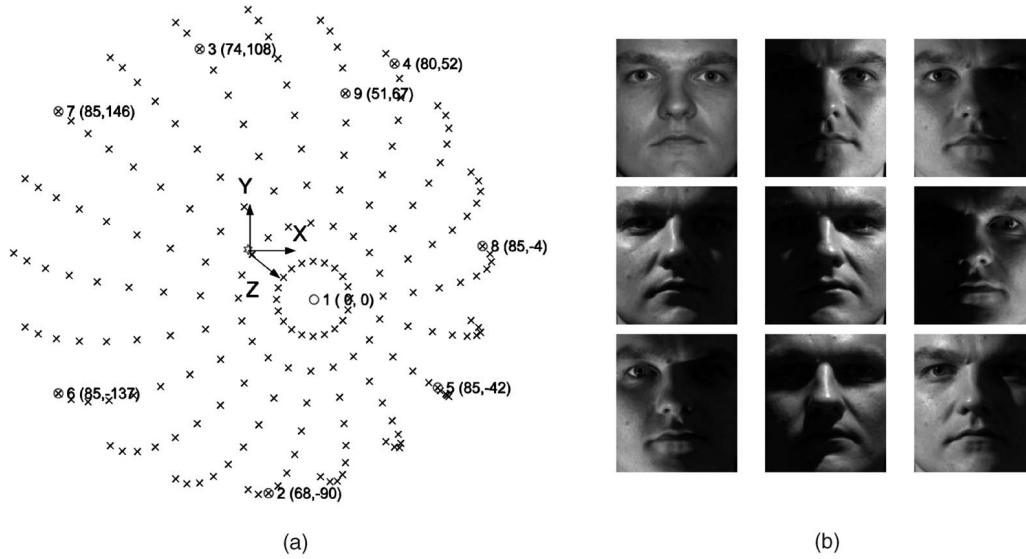 3 (74,108)
4 (80,52)
9 (51,67)
7 (85,146)
Y
X
8 (85,-4)
Z
1 ( 0, 0)
5 (85,-42)
6 (85,-137)
2 (68,-90)
(a)
(b)